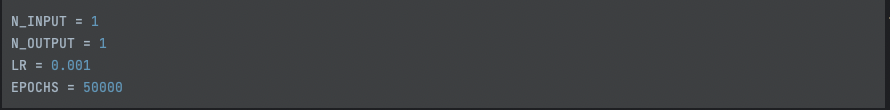 N_INPUT = 1
N_OUTPUT = 1
LR = 0.001
EPOCHS = 50000